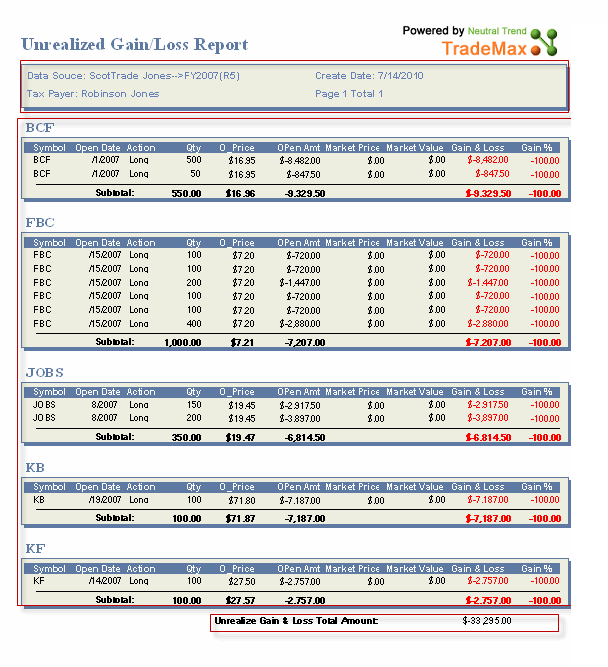 Powered by Neutral Trend
TradeMax
Unrealized Gain/Loss Report
Data Souce: ScotTrade Jones-->FY2007(R5) Create Date: 7/14/2010
Tax Payer: Robinson Jones Page 1 Total 1
BCF
Symbol Open Date Action Qty O_Price OPen Amt Market Price Market Value Gain & Loss Gain %
BCF /1/2007 Long 500 $16.95 $-8,482.00 $.00 $.00 $-8,482.00 -100.00
BCF /1/2007 Long 50 $16.95 $-847.50 $.00 $.00 $-847.50 -100.00
Subtotal: 550.00 $16.96 -9,329.50 $-9,329.50 -100.00
FBC
Symbol Open Date Action Qty O_Price OPen Amt Market Price Market Value Gain & Loss Gain %
FBC /15/2007 Long 100 $7.20 $-720.00 $.00 $.00 $-720.00 -100.00
FBC /15/2007 Long 100 $7.20 $-720.00 $.00 $.00 $-720.00 -100.00
FBC /15/2007 Long 200 $7.20 $-1,447.00 $.00 $.00 $-1,447.00 -100.00
FBC /15/2007 Long 100 $7.20 $-720.00 $.00 $.00 $-720.00 -100.00
FBC /15/2007 Long 100 $7.20 $-720.00 $.00 $.00 $-720.00 -100.00
FBC /15/2007 Long 400 $7.20 $-2,880.00 $.00 $.00 $-2,880.00 -100.00
Subtotal: 1,000.00 $7.21 -7,207.00 $-7,207.00 -100.00
JOBS
Symbol Open Date Action Qty O_Price OPen Amt Market Price Market Value Gain & Loss Gain %
JOBS 8/2007 Long 150 $19.45 $-2,917.50 $.00 $.00 $-2,917.50 -100.00
JOBS 8/2007 Long 200 $19.45 $-3,897.00 $.00 $.00 $-3,897.00 -100.00
Subtotal: 350.00 $19.47 -6,814.50 $-6,814.50 -100.00
KB
Symbol Open Date Action Qty O_Price OPen Amt Market Price Market Value Gain & Loss Gain %
KB /19/2007 Long 100 $71.80 $-7,187.00 $.00 $.00 $-7,187.00 -100.00
Subtotal: 100.00 $71.87 -7,187.00 $-7,187.00 -100.00
KF
Symbol Open Date Action Qty O_Price OPen Amt Market Price Market Value Gain & Loss Gain %
KF /14/2007 Long 100 $27.50 $-2,757.00 $.00 $.00 $-2,757.00 -100.00
Subtotal: 100.00 $27.57 -2,757.00 $-2,757.00 -100.00
Unrealize Gain & Loss Total Amount: $-33,295.00